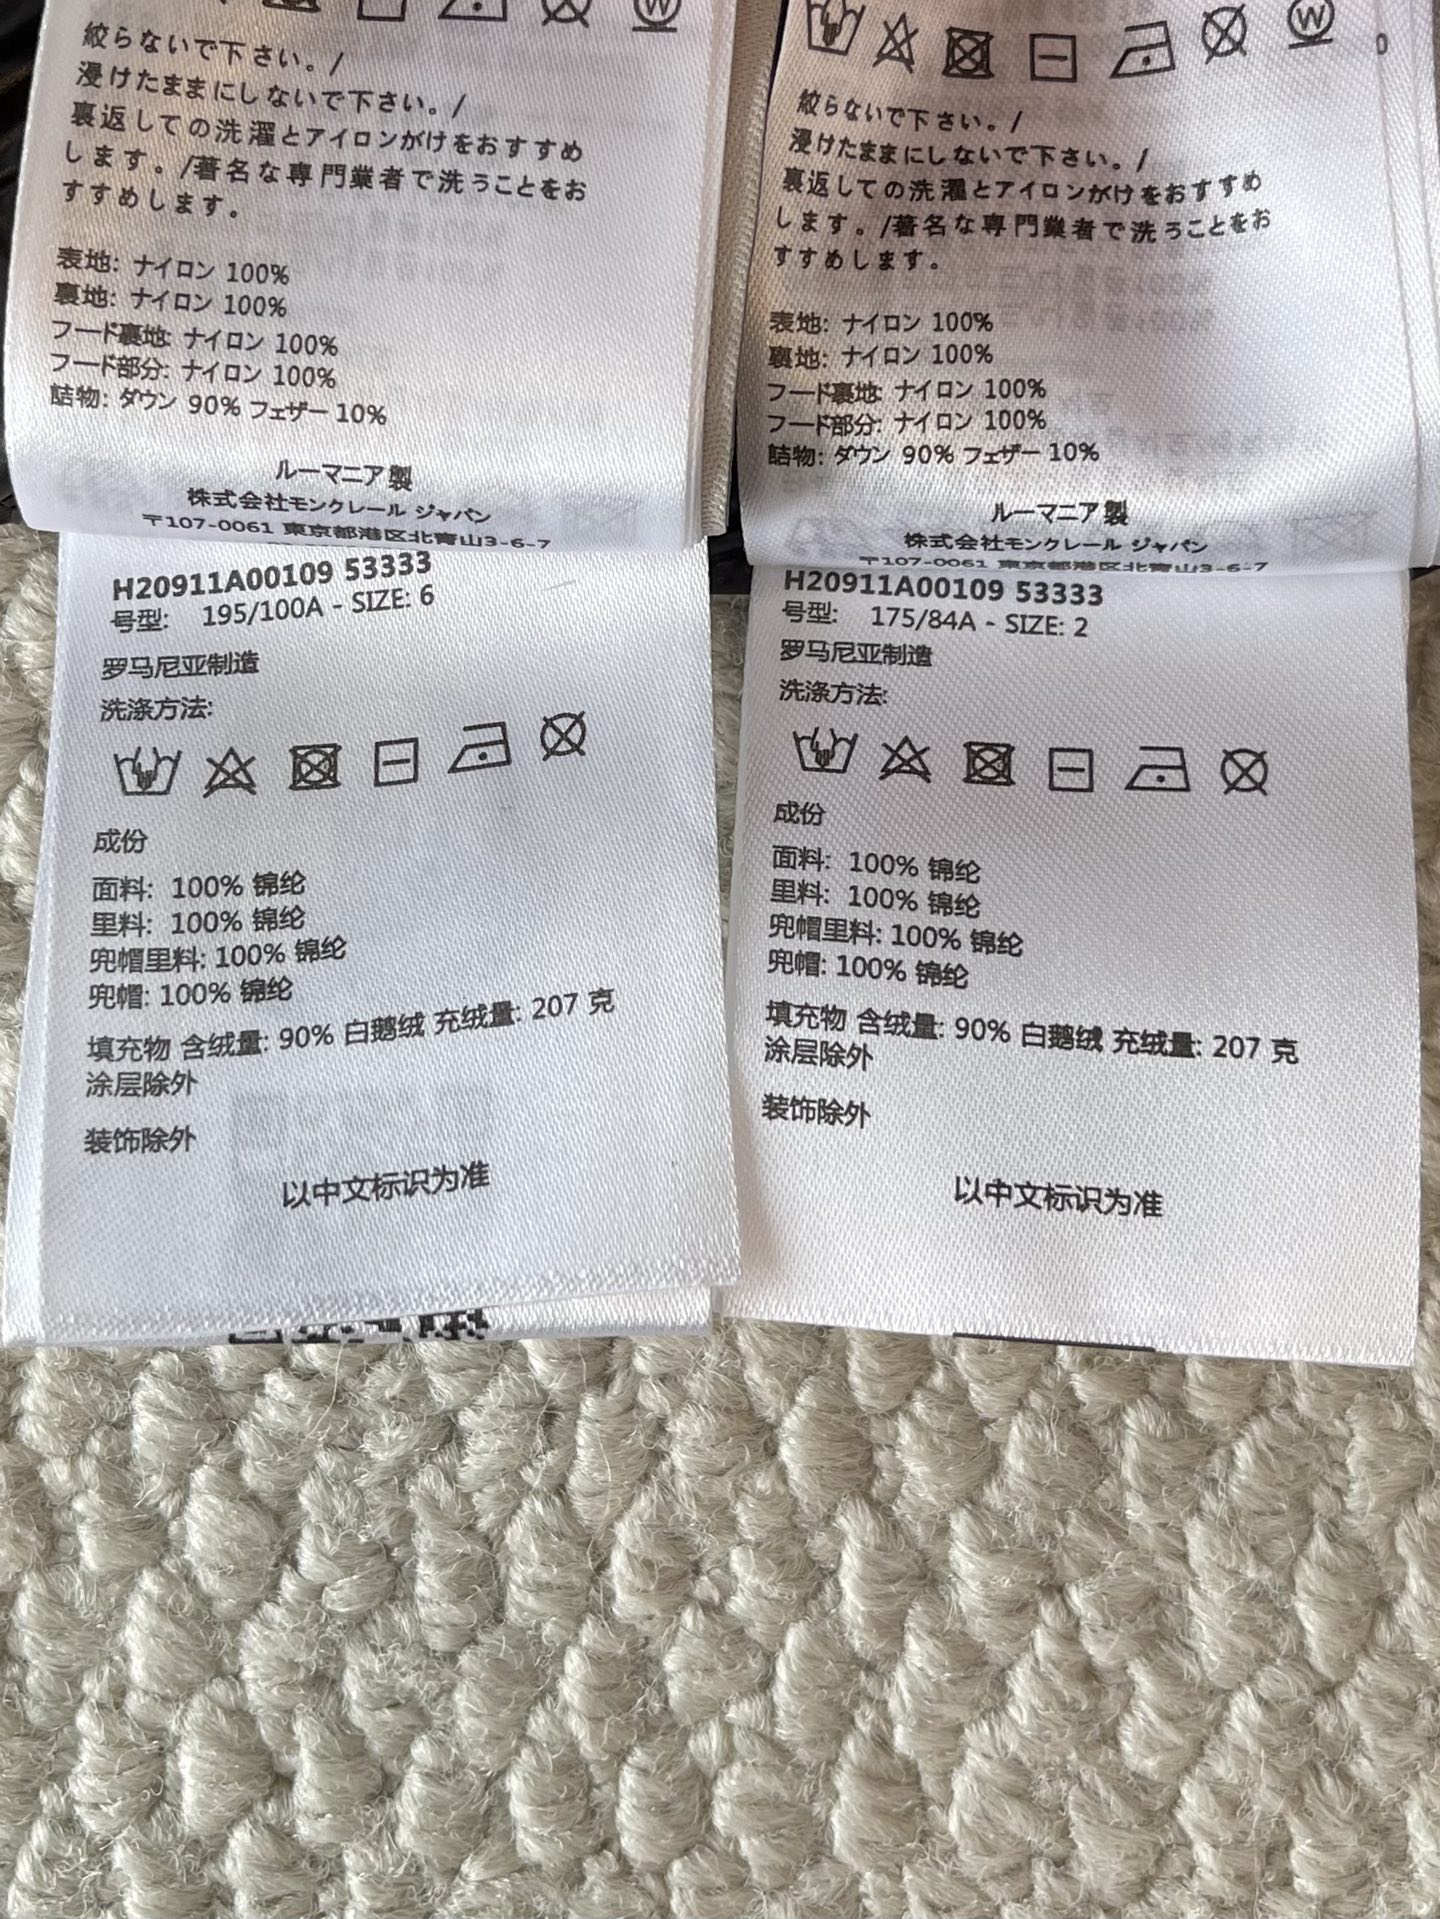 絞らないで下さい。/
浸けたままにしないで下さい。/
裏返しての洗濯とアイロンがけをおすすめ
します。/著名な専門業者で洗うことをお
すすめします。
表地: ナイロン 100%
裏地: ナイロン 100%
フード裏地: ナイロン 100%
フード部分: ナイロン 100%
詰物: ダウン 90% フェザー 10%
ルーマニア製
株式会社モンクレール ジャパン
〒107-0061 東京都港区北青山3-6-7
H20911A00109 53333
号型: 195/100A - SIZE: 6
罗马尼亚制造
洗涤方法:
成份
面料: 100% 锦纶
里料: 100% 锦纶
兜帽里料: 100% 锦纶
兜帽: 100% 锦纶
填充物 含绒量: 90% 白鹅绒 充绒量: 207 克
涂层除外
装饰除外
以中文标识为准
W
絞らないで下さい。/
浸けたままにしないで下さい。/
裏返しての洗濯とアイロンがけをおすすめ
します。/著名な専門業者で洗うことをお
すすめします。
表地: ナイロン 100%
裏地: ナイロン 100%
フード裏地: ナイロン 100%
フード部分: ナイロン 100%
詰物: ダウン 90% フェザー 10%
ルーマニア製
株式会社モンクレール ジャパン
〒107-0061 東京都港区北青山3-6-7
H20911A00109 53333
号型: 175/84A - SIZE: 2
罗马尼亚制造
洗涤方法:
成份
面料: 100% 锦纶
里料: 100% 锦纶
兜帽里料: 100% 锦纶
兜帽: 100% 锦纶
填充物 含绒量: 90% 白鹅绒 充绒量: 207 克
涂层除外
装饰除外
以中文标识为准